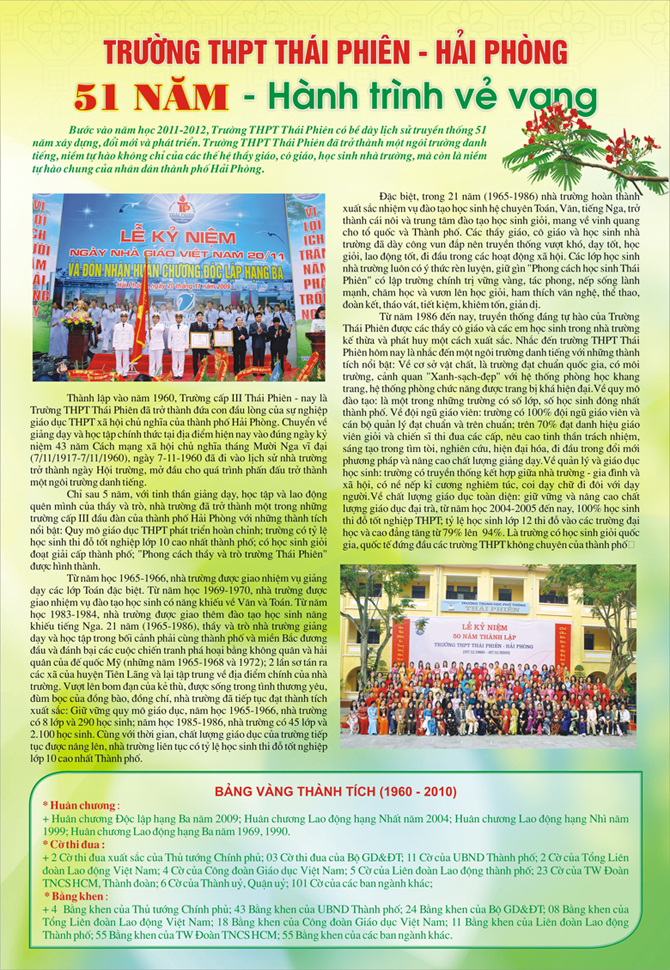 TRƯỜNG THPT THÁI PHIÊN - HẢI PHÒNG
51 NĂM - Hành trình vẻ vang
Bước vào năm học 2011-2012, Trường THPT Thái Phiên có bề dày lịch sử truyền thống 51
năm xây dựng, đổi mới và phát triển. Trường THPT Thái Phiên đã trở thành một ngôi trường danh
tiếng, niềm tự hào không chỉ của các thế hệ thầy giáo, cô giáo, học sinh nhà trường, mà còn là niềm
tự hào chung của nhân dân thành phố Hải Phòng.
THÁI PHIÊN
LỄ KỶ NIỆM
NGÀY NHÀ GIÁO VIỆT NAM 20/11
VÀ ĐÓN NHẬN HUÂN CHƯƠNG ĐỘC LẬP HẠNG BA
VÌ
LỢI
ÍCH
MƯỜI
NĂM
VÌ
LỢI
ÍCH
TRĂM
NĂM
PHẢI
TRỒNG
Thành lập vào năm 1960, Trường cấp III Thái Phiên - nay là
Trường THPT Thái Phiên đã trở thành đứa con đầu lòng của sự nghiệp
giáo dục THPT xã hội chủ nghĩa của thành phố Hải Phòng. Chuyển về
giảng dạy và học tập chính thức tại địa điểm hiện nay vào đúng ngày kỷ
niệm 43 năm Cách mạng xã hội chủ nghĩa tháng Mười Nga vĩ đại
(7/11/1917-7/11/1960), ngày 7-11-1960 đã đi vào lịch sử nhà trường
trở thành ngày Hội trường, mở đầu cho quá trình phấn đấu trở thành
một ngôi trường danh tiếng.
Chỉ sau 5 năm, với tinh thần giảng dạy, học tập và lao động
quên mình của thầy và trò, nhà trường đã trở thành một trong những
trường cấp III đầu đàn của thành phố Hải Phòng với những thành tích
nổi bật: Quy mô giáo dục THPT phát triển hoàn chỉnh; trường có tỷ lệ
học sinh thi đỗ tốt nghiệp lớp 10 cao nhất thành phố; có học sinh giỏi
đoạt giải cấp thành phố; "Phong cách thầy và trò trường Thái Phiên"
được hình thành.
Từ năm học 1965-1966, nhà trường được giao nhiệm vụ giảng
dạy các lớp Toán đặc biệt. Từ năm học 1969-1970, nhà trường được
giao nhiệm vụ đào tạo học sinh có năng khiếu về Văn và Toán. Từ năm
học 1983-1984, nhà trường được giao thêm đào tạo học sinh năng
khiếu tiếng Nga. 21 năm (1965-1986), thầy và trò nhà trường giảng
dạy và học tập trong bối cảnh phải cùng thành phố và miền Bắc đương
đầu và đánh bại các cuộc chiến tranh phá hoại bằng không quân và hải
quân của đế quốc Mỹ (những năm 1965-1968 và 1972); 2 lần sơ tán ra
các xã của huyện Tiên Lãng và lại tập trung về địa điểm chính của nhà
trường. Vượt lên bom đạn của kẻ thù, được sống trong tình thương yêu,
đùm bọc của đồng bào, đồng chí, nhà trường đã tiếp tục đạt thành tích
xuất sắc: Giữ vững quy mô giáo dục, năm học 1965-1966, nhà trường
có 8 lớp và 290 học sinh; năm học 1985-1986, nhà trường có 45 lớp và
2.100 học sinh. Cùng với thời gian, chất lượng giáo dục của trường tiếp
tục được nâng lên, nhà trường liên tục có tỷ lệ học sinh thi đỗ tốt nghiệp
lớp 10 cao nhất Thành phố.
Đặc biệt, trong 21 năm (1965-1986) nhà trường hoàn thành
xuất sắc nhiệm vụ đào tạo học sinh hệ chuyên Toán, Văn, tiếng Nga, trở
thành cái nôi và trung tâm đào tạo học sinh giỏi, mang về vinh quang
cho tổ quốc và Thành phố. Các thầy giáo, cô giáo và học sinh nhà
trường đã dày công vun đắp nên truyền thống vượt khó, dạy tốt, học
giỏi, lao động tốt, đi đầu trong các hoạt động xã hội. Các lớp học sinh
nhà trường luôn có ý thức rèn luyện, giữ gìn "Phong cách học sinh Thái
Phiên" có lập trường chính trị vững vàng, tác phong, nếp sống lành
mạnh, chăm học và vươn lên học giỏi, ham thích văn nghệ, thể thao,
đoàn kết, tháo vát, tiết kiệm, khiêm tốn, giản dị.
Từ năm 1986 đến nay, truyền thống đáng tự hào của Trường
Thái Phiên được các thầy cô giáo và các em học sinh trong nhà trường
kế thừa và phát huy một cách xuất sắc. Nhắc đến trường THPT Thái
Phiên hôm nay là nhắc đến một ngôi trường danh tiếng với những thành
tích nổi bật: Về cơ sở vật chất, là trường đạt chuẩn quốc gia, có môi
trường, cảnh quan "Xanh-sạch-đẹp" với hệ thống phòng học khang
trang, hệ thống phòng chức năng được trang bị khá hiện đại.Về quy mô
đào tạo: là một trong những trường có số lớp, số học sinh đông nhất
thành phố. Về đội ngũ giáo viên: trường có 100% đội ngũ giáo viên và
cán bộ quản lý đạt chuẩn và trên chuẩn; trên 70% đạt danh hiệu giáo
viên giỏi và chiến sĩ thi đua các cấp, nêu cao tinh thần trách nhiệm,
sáng tạo trong tìm tòi, nghiên cứu, hiện đại hóa, đi đầu trong đổi mới
phương pháp và nâng cao chất lượng giảng dạy.Về quản lý và giáo dục
học sinh: trường có truyền thống kết hợp giữa nhà trường - gia đình và
xã hội, có nề nếp kỉ cương nghiêm túc, coi dạy chữ đi đôi với dạy
người.Về chất lượng giáo dục toàn diện: giữ vững và nâng cao chất
lượng giáo dục đại trà, từ năm học 2004-2005 đến nay, 100% học sinh
thi đỗ tốt nghiệp THPT; tỷ lệ học sinh lớp 12 thi đỗ vào các trường đại
học và cao đẳng tăng từ 79% lên 94%. Là trường có học sinh giỏi quốc
gia, quốc tế đứng đầu các trường THPT không chuyên của thành phố□
TRƯỜNG TRUNG HỌC PHỔ THÔNG
THÁI PHIÊN
LỄ KỶ NIỆM
50 NĂM THÀNH LẬP
TRƯỜNG THPT THÁI PHIÊN - HẢI PHÒNG
(07/11/1960 - 07/11/2010)
BẢNG VÀNG THÀNH TÍCH (1960 - 2010)
* Huân chương :
+ Huân chương Độc lập hạng Ba năm 2009; Huân chương Lao động hạng Nhất năm 2004; Huân chương Lao động hạng Nhì năm
1999; Huân chương Lao động hạng Ba năm 1969, 1990.
* Cờ thi đua :
+ 2 Cờ thi đua xuất sắc của Thủ tướng Chính phủ; 03 Cờ thi đua của Bộ GD&ĐT; 11 Cờ của UBND Thành phố; 2 Cờ của Tổng Liên
đoàn Lao động Việt Nam; 4 Cờ của Công đoàn Giáo dục Việt Nam; 5 Cờ của Liên đoàn Lao động thành phố; 23 Cờ của TW Đoàn
TNCS HCM, Thành đoàn; 6 Cờ của Thành uỷ, Quận uỷ; 101 Cờ của các ban ngành khác;
* Bằng khen :
+ 4 Bằng khen của Thủ tướng Chính phủ; 43 Bằng khen của UBND Thành phố; 24 Bằng khen của Bộ GD&ĐT; 08 Bằng khen của
Tổng Liên đoàn Lao động Việt Nam; 18 Bằng khen của Công đoàn Giáo dục Việt Nam; 11 Bằng khen của Liên đoàn Lao động
Thành phố; 55 Bằng khen của TW Đoàn TNCS HCM; 55 Bằng khen của các ban ngành khác.